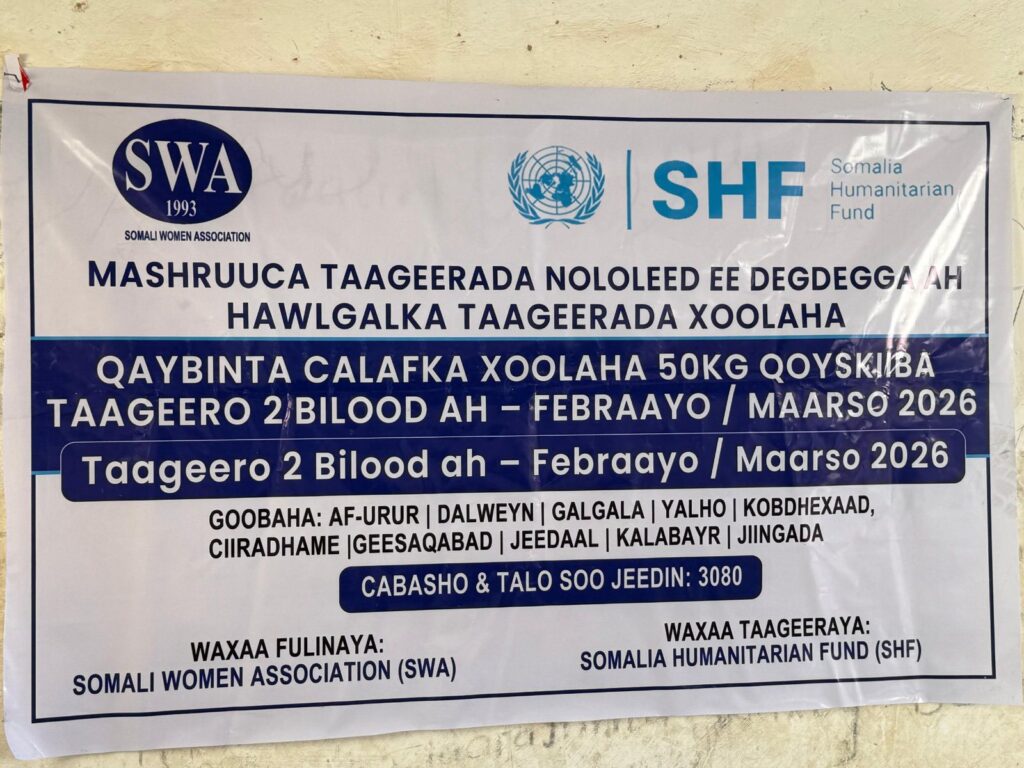 SWA
1993
SOMALI WOMEN ASSOCIATION
SHF
Somalia
Humanitarian
Fund
MASHRUUCA TAAGEERADA NOLOLEED EE DEGDEGGA AH
HAWLGALKA TAAGEERADA XOOLAHA
QAYBINTA CALAFKA XOOLAHA 50KG QOYSKIIBA
TAAGEERO 2 BILOOD AH – FEBRAAYO / MAARSO 2026
Taageero 2 Bilood ah – Febraayo / Maarso 2026
GOOBAHA: AF-URUR | DALWEYN | GALGALA | YALHO | KOBDHEXAAD,
CIIRADHAME |GEESAQABAD | JEEDAAL | KALABAYR | JIINGADA
CABASHO & TALO SOO JEEDIN: 3080
WAXAA FULINAYA:
SOMALI WOMEN ASSOCIATION (SWA)
WAXAA TAAGEERAYA:
SOMALIA HUMANITARIAN FUND (SHF)